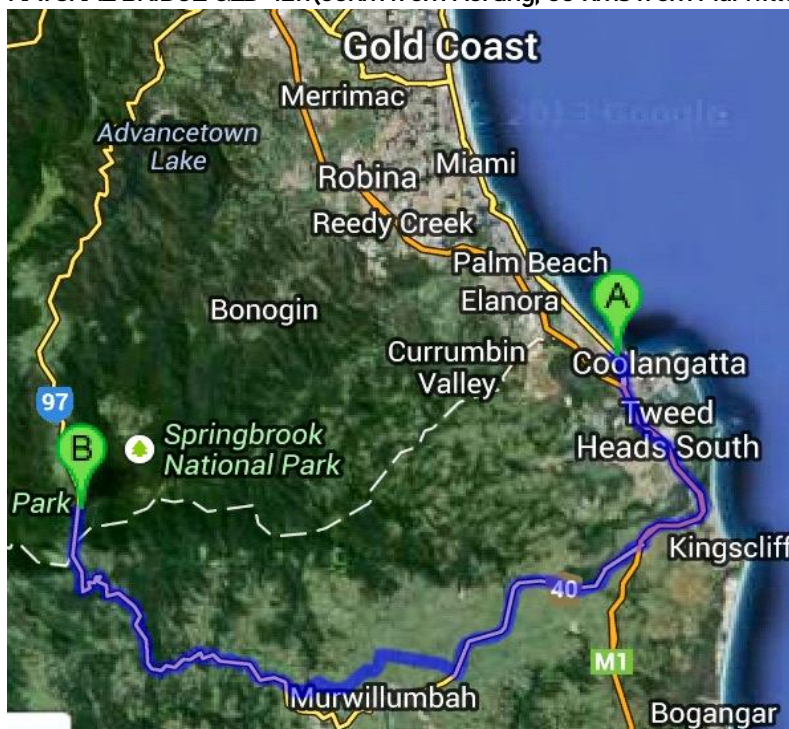 Gold Coast
Merrimac
Advancetown
Lake
Miami
Robina
Reedy Creek
Palm Beach
A
Elanora
Bonogin
Currumbin
Valley
Coolangatta
97
Tweed
Heads South
B
Springbrook
National Park
Park
Kingscliff
40
M1
Murwillumbah
Bogangar